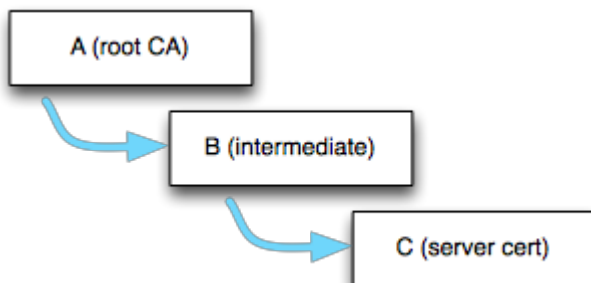 A (root CA)
B (intermediate)
C (server cert)